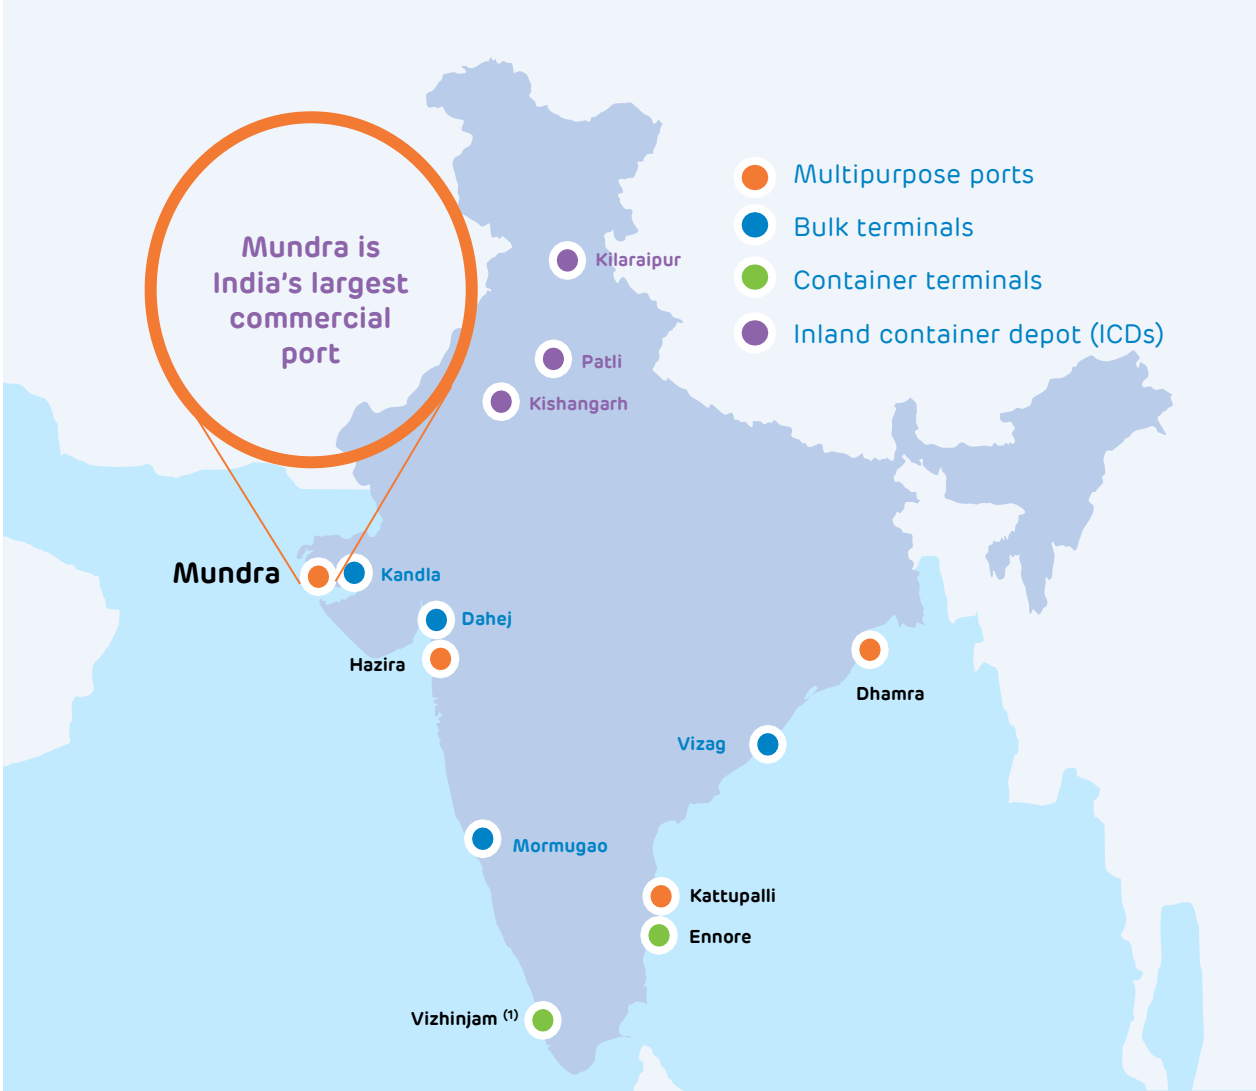 Multipurpose ports
Bulk terminals
Container terminals
Inland container depot (ICDs)
Mundra is
India's largest
commercial
port
Kilaraipur
Patli
Kishangarh
Mundra
Kandla
Dahej
Hazira
Dhamra
Vizag
Mormugao
Kattupalli
Ennore
Vizhinjam (1)